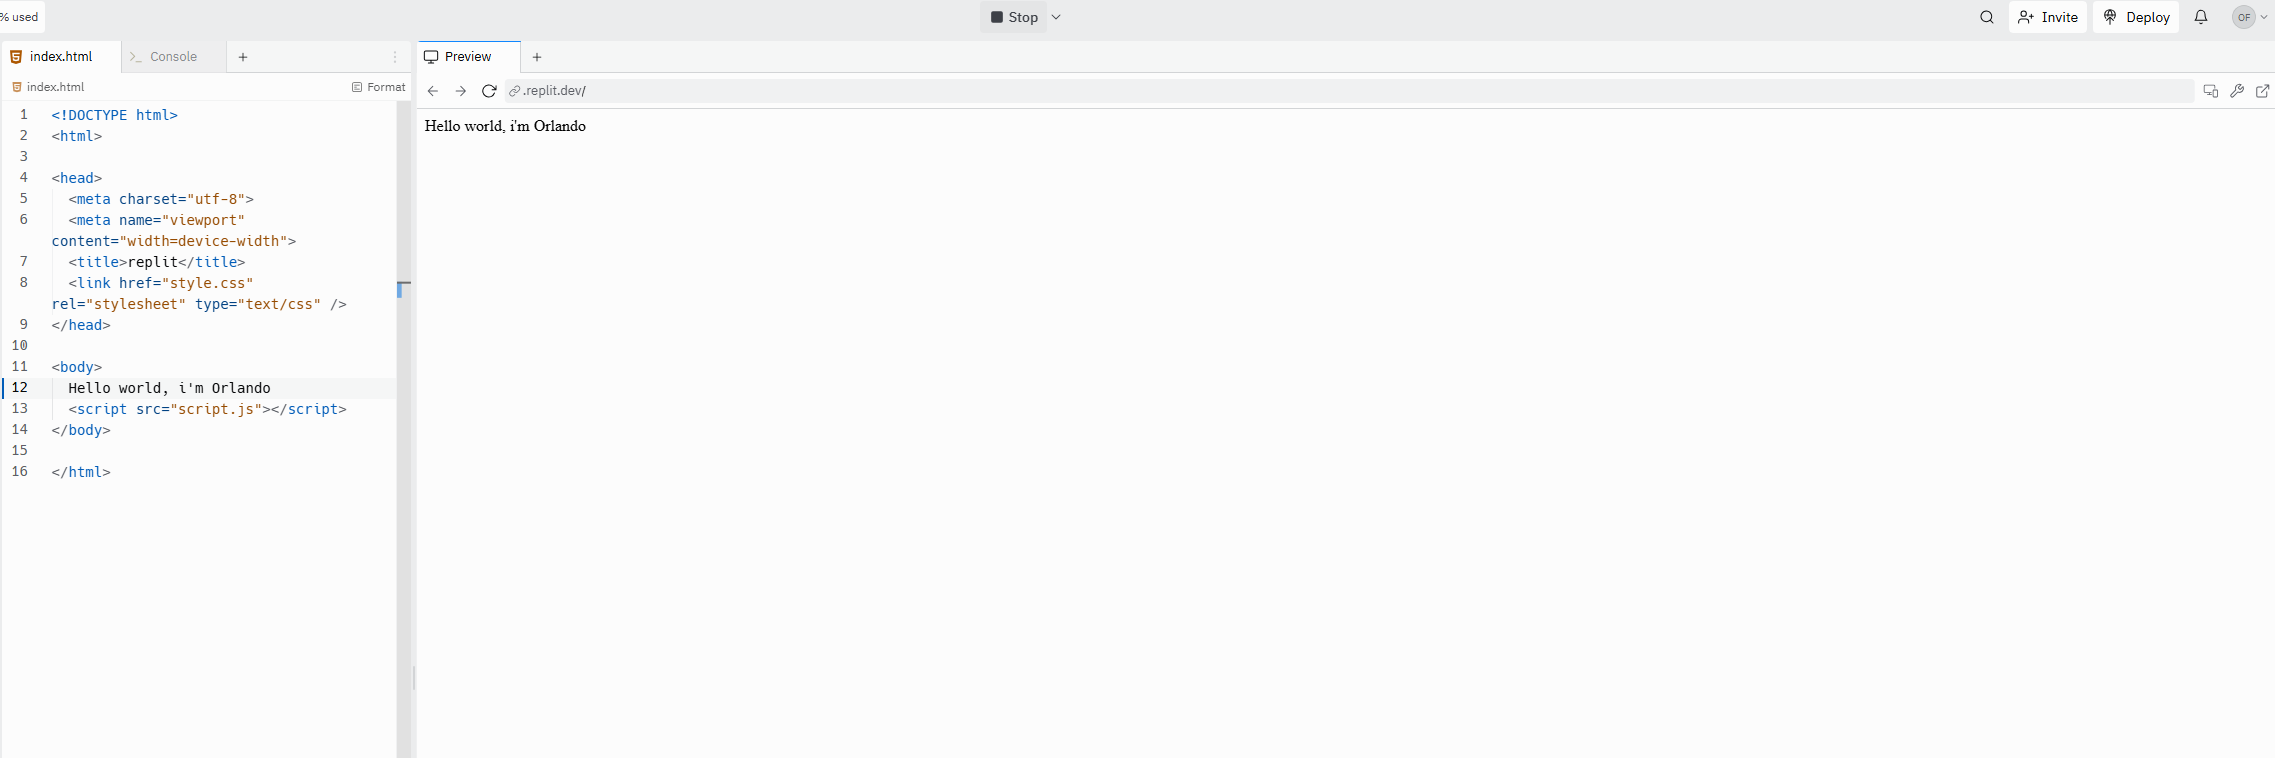 % used
Stop
Invite
Deploy
OF
index.html
Console
Preview
index.html
Format
.replit.dev/
1 <!DOCTYPE html>
2 <html>
3
4 <head>
5 <meta charset="utf-8">
6 <meta name="viewport"
content="width=device-width">
7 <title>replit</title>
8 <link href="style.css"
rel="stylesheet" type="text/css" />
9 </head>
10
11 <body>
12 Hello world, i'm Orlando
13 <script src="script.js"></script>
14 </body>
15
16 </html>
Hello world, i'm Orlando